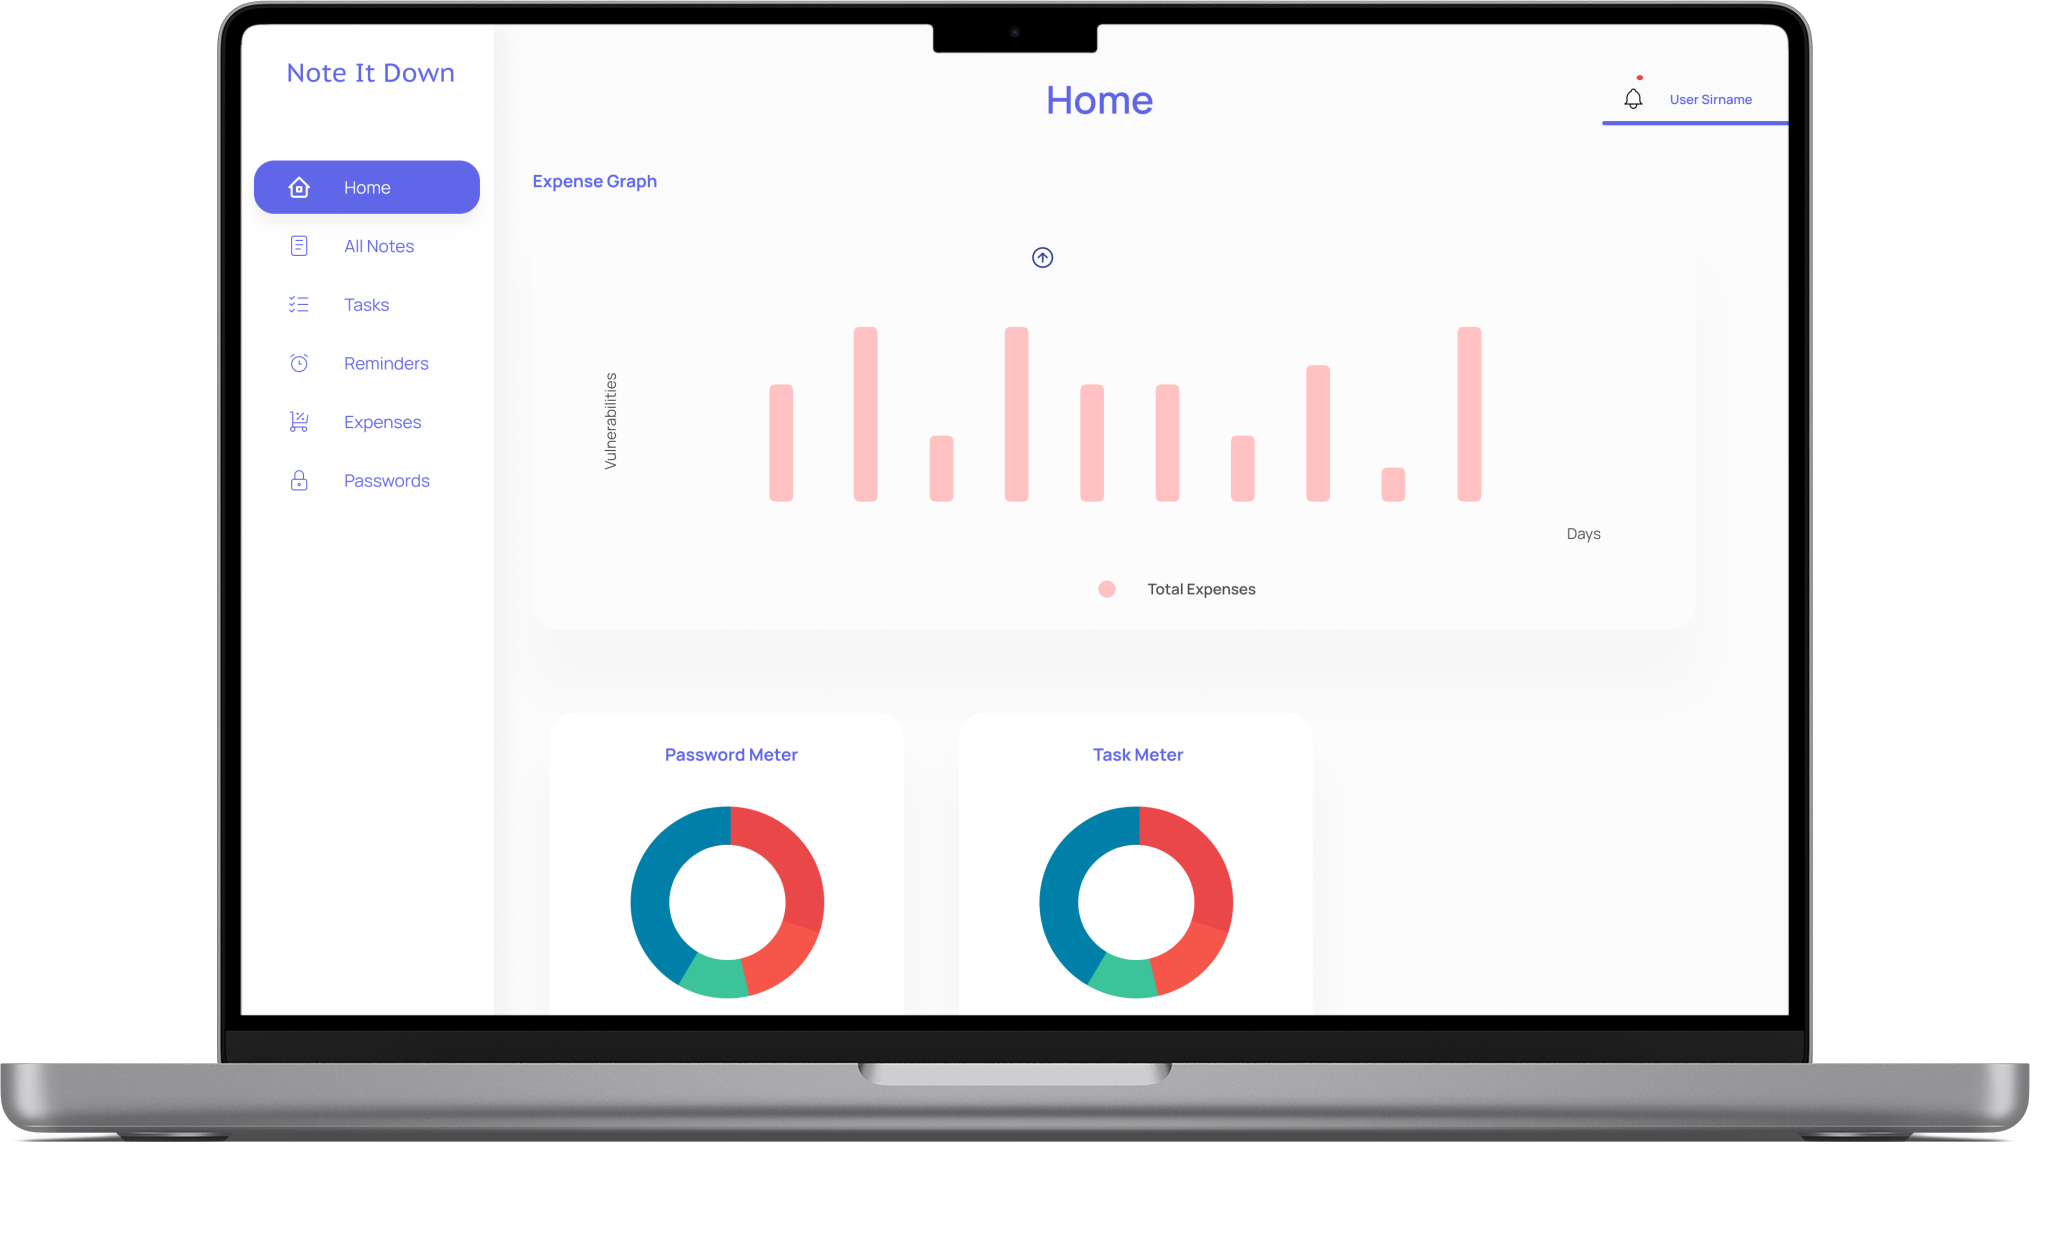 Note It Down
Home
User Sirname
Home
All Notes
Tasks
Reminders
Expenses
Passwords
Expense Graph
Vulnerabilities
Days
Total Expenses
Password Meter
Task Meter